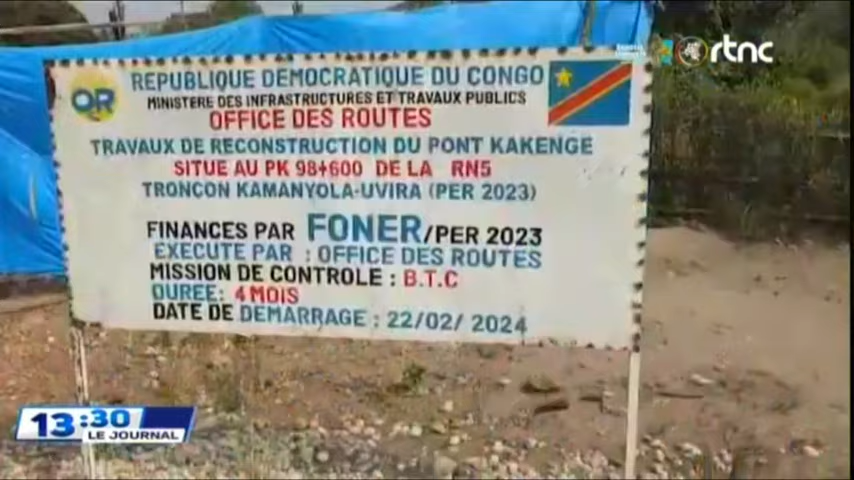 rtnc
OR
REPUBLIQUE DEMOCRATIQUE DU CONGO
MINISTERE DES INFRASTRUCTURES ET TRAVAUX PUBLICS
OFFICE DES ROUTES
TRAVAUX DE RECONSTRUCTION DU PONT KAKENGE
SITUE AU PK 98+600 DE LA RN5
TRONÇON KAMANYOLA-UVIRA (PER 2023)
FINANCES PAR FONER/PER 2023
EXECUTE PAR : OFFICE DES ROUTES
MISSION DE CONTROLE : B.T.C
DUREE: 4 MOIS
DATE DE DEMARRAGE : 22/02/2024
13:30
LE JOURNAL